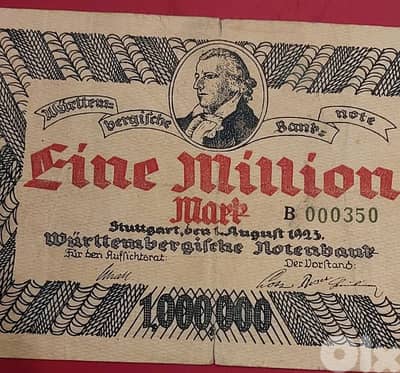 Württem-
bergische
Bank-
note
Eine Million
Mark B 000350
Stuttgart, den 1. August 1923.
Württembergische Notenbank
Für den Aufsichtsrat: Der Vorstand:
1,000,000
olx